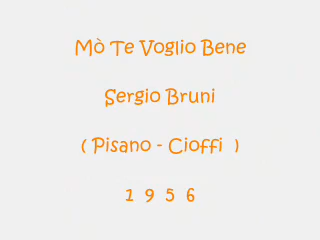 Mò Te Voglio Bene
Sergio Bruni
( Pisano - Cioffi )
1 9 5 6